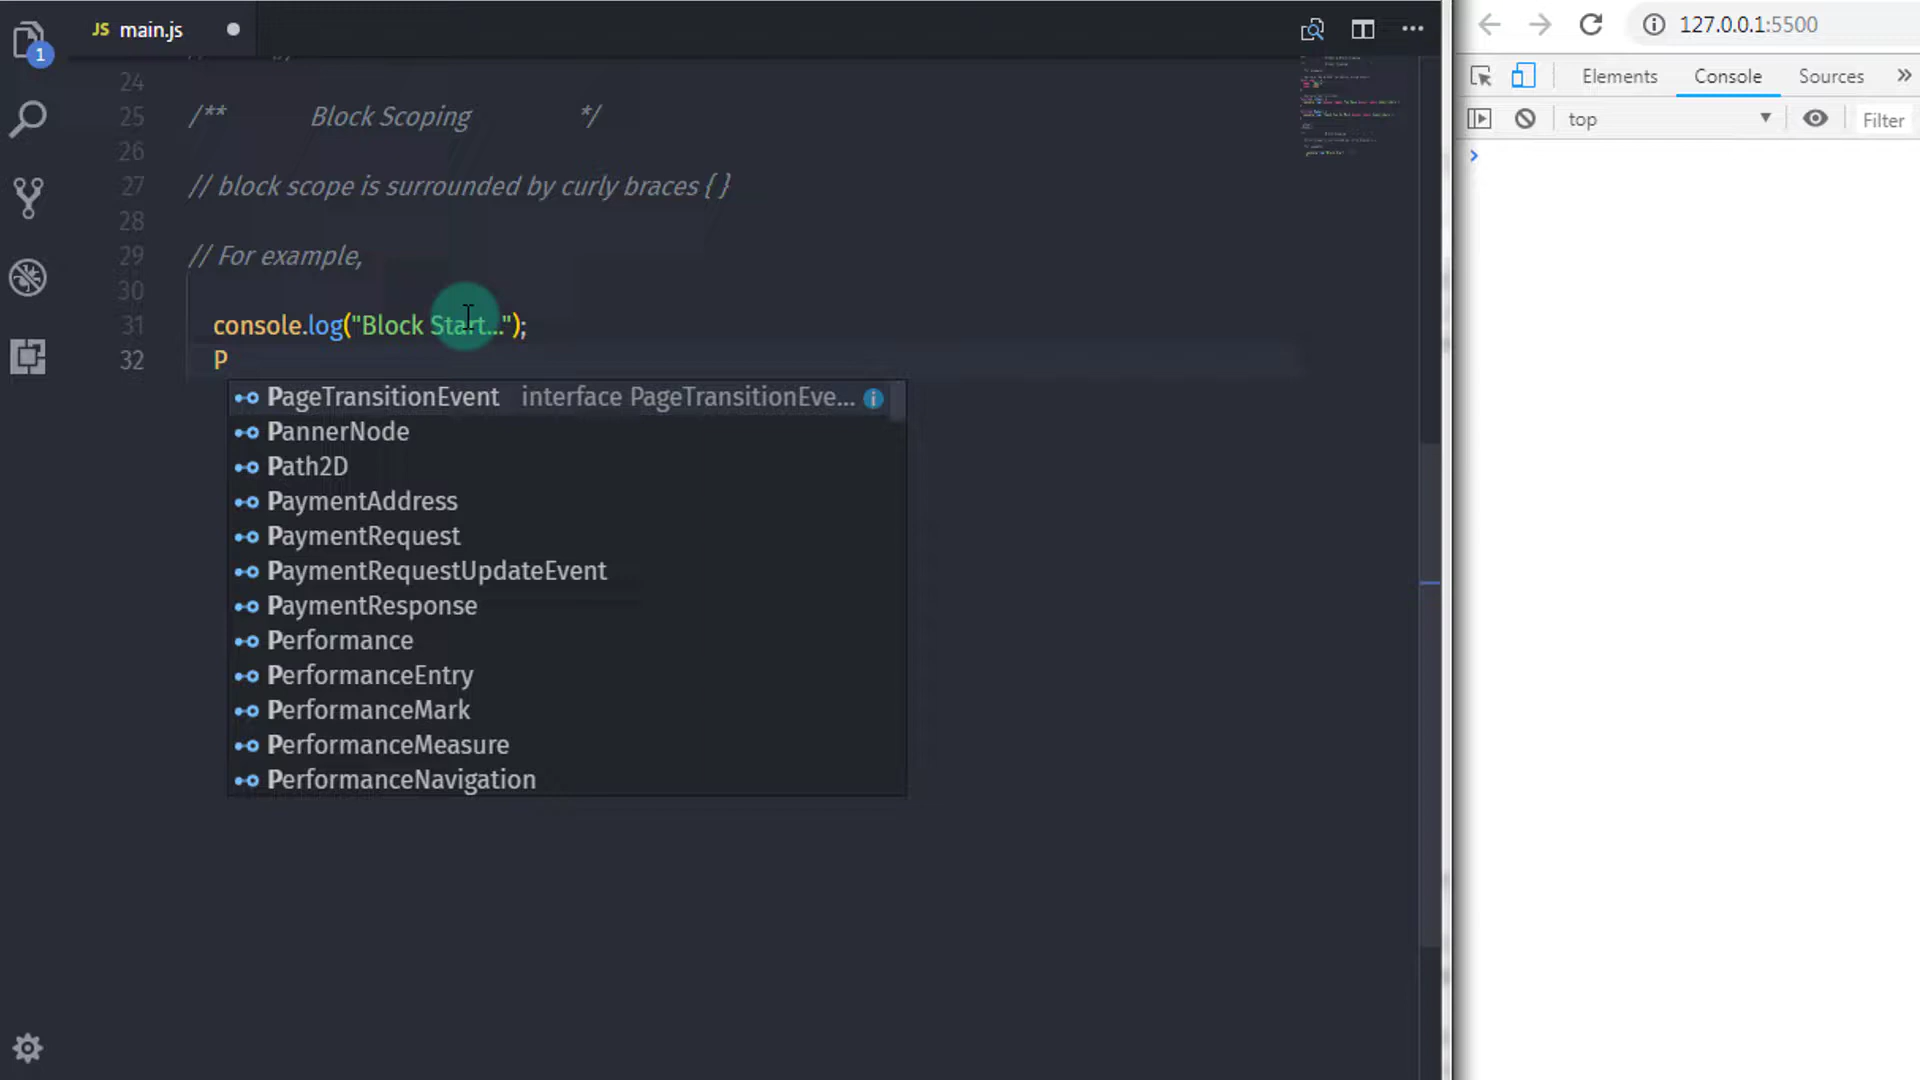 JS main.js
1
24
25 /** Block Scoping */
26
27 // block scope is surrounded by curly braces { }
28
29 // For example,
30
31 console.log("Block Start...");
32 P
PageTransitionEvent interface PageTransitionEve...
PannerNode
Path2D
PaymentAddress
PaymentRequest
PaymentRequestUpdateEvent
PaymentResponse
Performance
PerformanceEntry
PerformanceMark
PerformanceMeasure
PerformanceNavigation
127.0.0.1:5500
Elements Console Sources »
top Filter